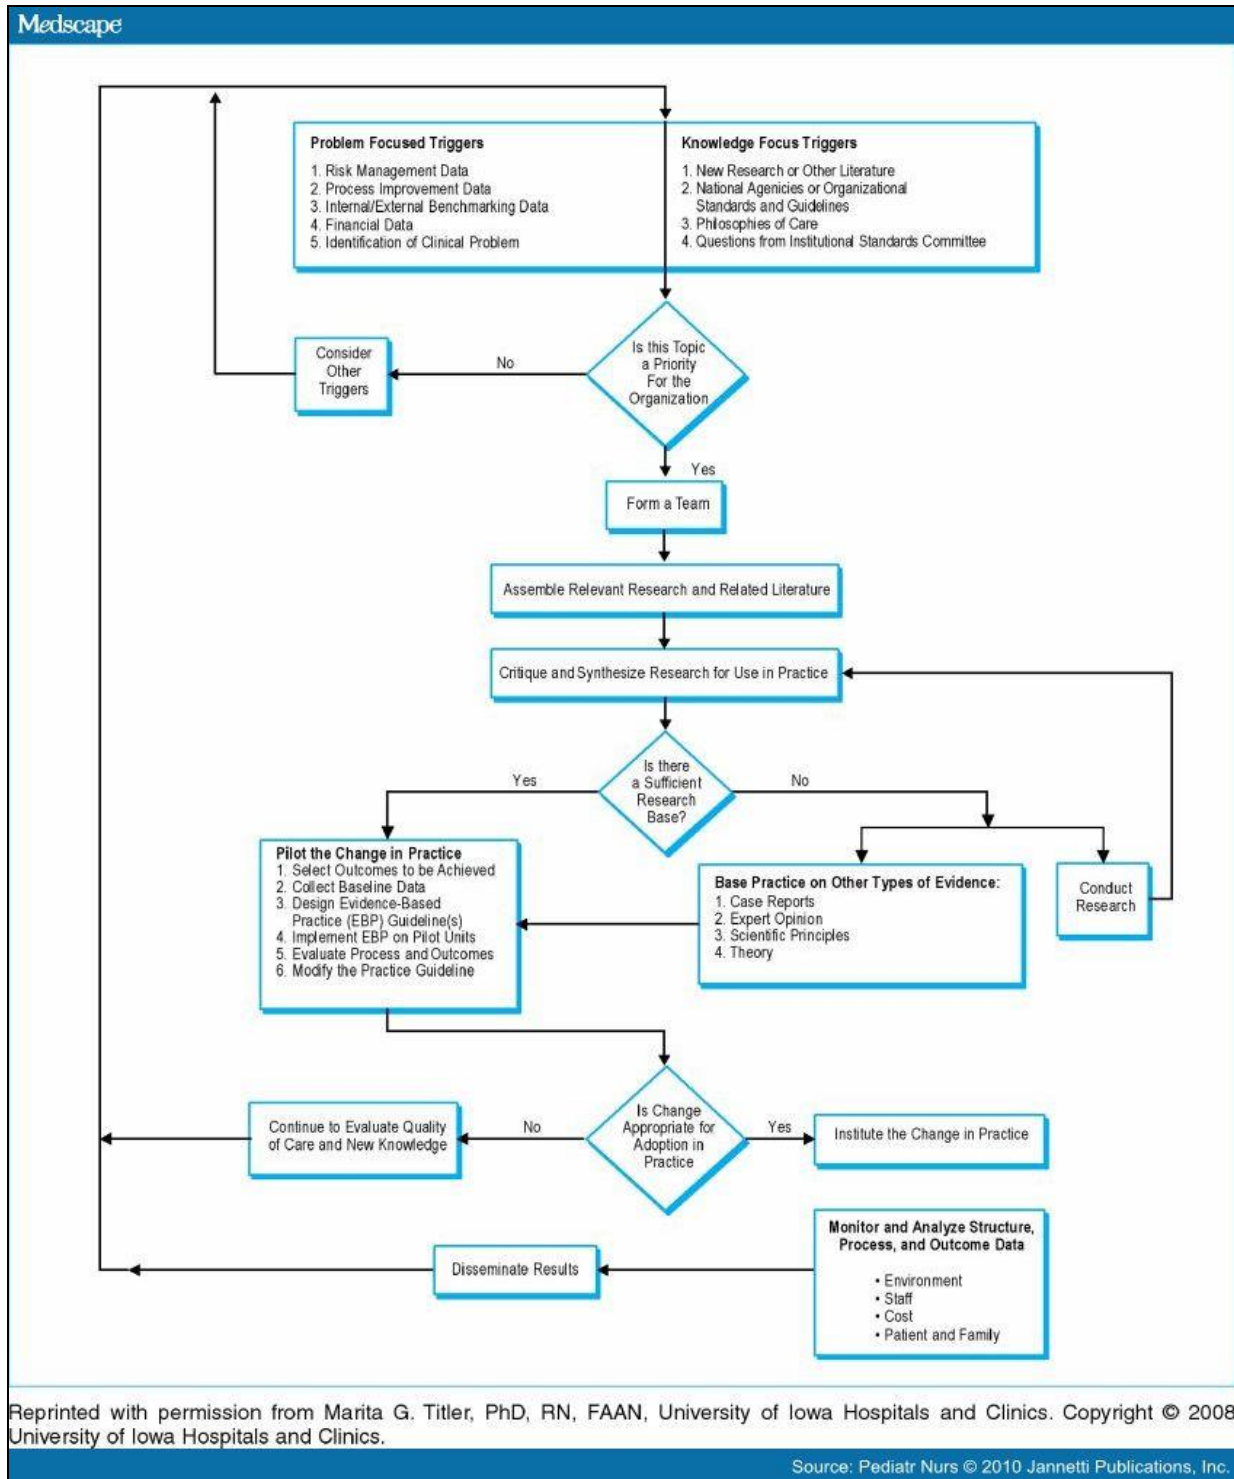 Medscape
Problem Focused Triggers
1. Risk Management Data
2. Process Improvement Data
3. Internal/External Benchmarking Data
4. Financial Data
5. Identification of Clinical Problem
Knowledge Focus Triggers
1. New Research or Other Literature
2. National Agencies or Organizational
Standards and Guidelines
3. Philosophies of Care
4. Questions from Institutional Standards Committee
Is this Topic
a Priority
For the
Organization
No
Consider
Other
Triggers
Yes
Form a Team
Assemble Relevant Research and Related Literature
Critique and Synthesize Research for Use in Practice
Is there
a Sufficient
Research
Base?
Yes
No
Pilot the Change in Practice
1. Select Outcomes to be Achieved
2. Collect Baseline Data
3. Design Evidence-Based
Practice (EBP) Guideline(s)
4. Implement EBP on Pilot Units
5. Evaluate Process and Outcomes
6. Modify the Practice Guideline
Base Practice on Other Types of Evidence:
1. Case Reports
2. Expert Opinion
3. Scientific Principles
4. Theory
Conduct
Research
Is Change
Appropriate for
Adoption in
Practice
No
Continue to Evaluate Quality
of Care and New Knowledge
Yes
Institute the Change in Practice
Monitor and Analyze Structure,
Process, and Outcome Data
• Environment
• Staff
• Cost
• Patient and Family
Disseminate Results
Reprinted with permission from Marita G. Titler, PhD, RN, FAAN, University of Iowa Hospitals and Clinics. Copyright © 2008
University of Iowa Hospitals and Clinics.
Source: Pediatr Nurs © 2010 Jannetti Publications, Inc.